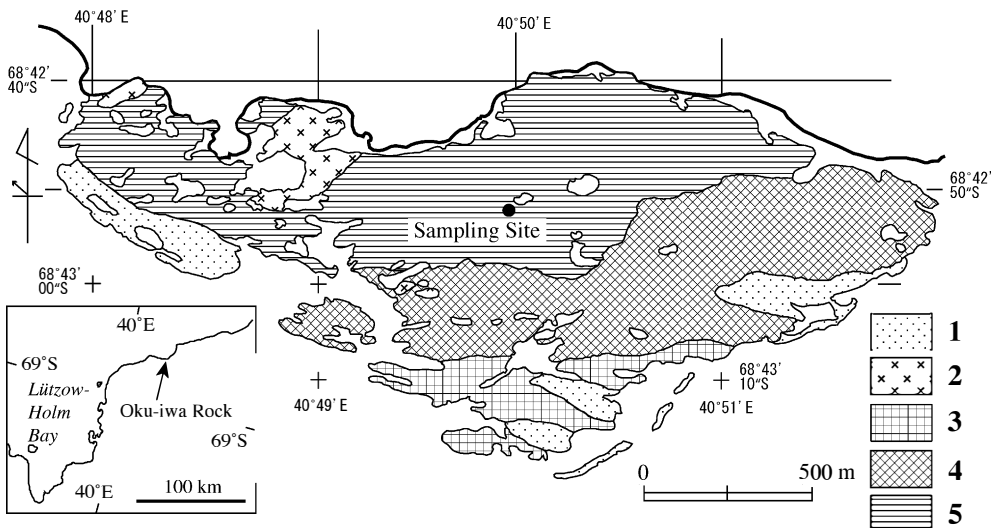 40°48' E
40°50' E
68°42'
40"S
68°42'
50"S
Sampling Site
68°43'
00"S
40°E
69°S
Lützow-
Holm
Bay
Oku-iwa Rock
69°S
40°E
100 km
40°49' E
68°43'
10"S
40°51' E
0 500 m
1
2
3
4
5